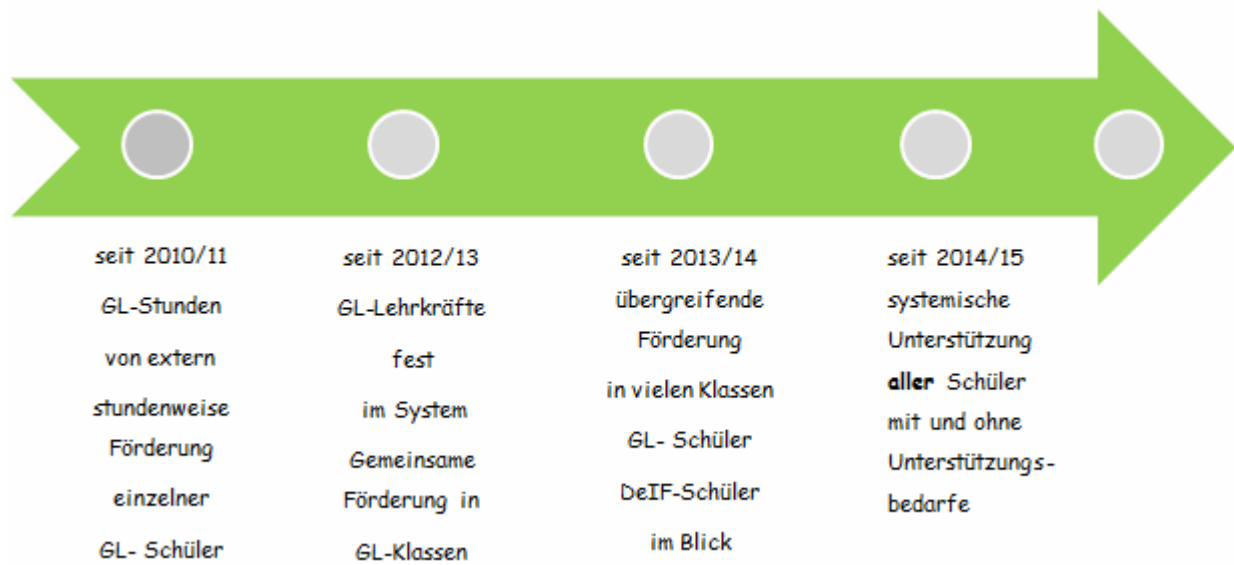 seit 2010/11
GL-Stunden
von extern
stundenweise
Förderung
einzelner
GL- Schüler
seit 2012/13
GL-Lehrkräfte
fest
im System
Gemeinsame
Förderung in
GL-Klassen
seit 2013/14
übergreifende
Förderung
in vielen Klassen
GL- Schüler
DeIF-Schüler
im Blick
seit 2014/15
systemische
Unterstützung
aller Schüler
mit und ohne
Unterstützungs-
bedarfe